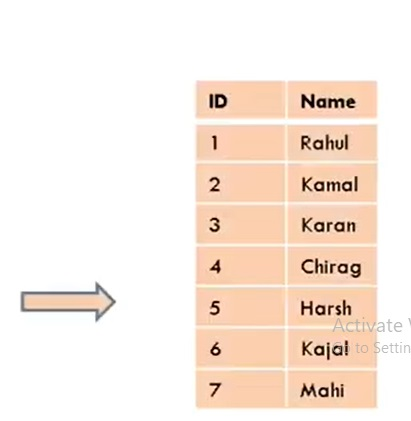 ID Name
1 Rahul
2 Kamal
3 Karan
4 Chirag
5 Harsh
Activate
6 Kajal
to Settin
7 Mahi